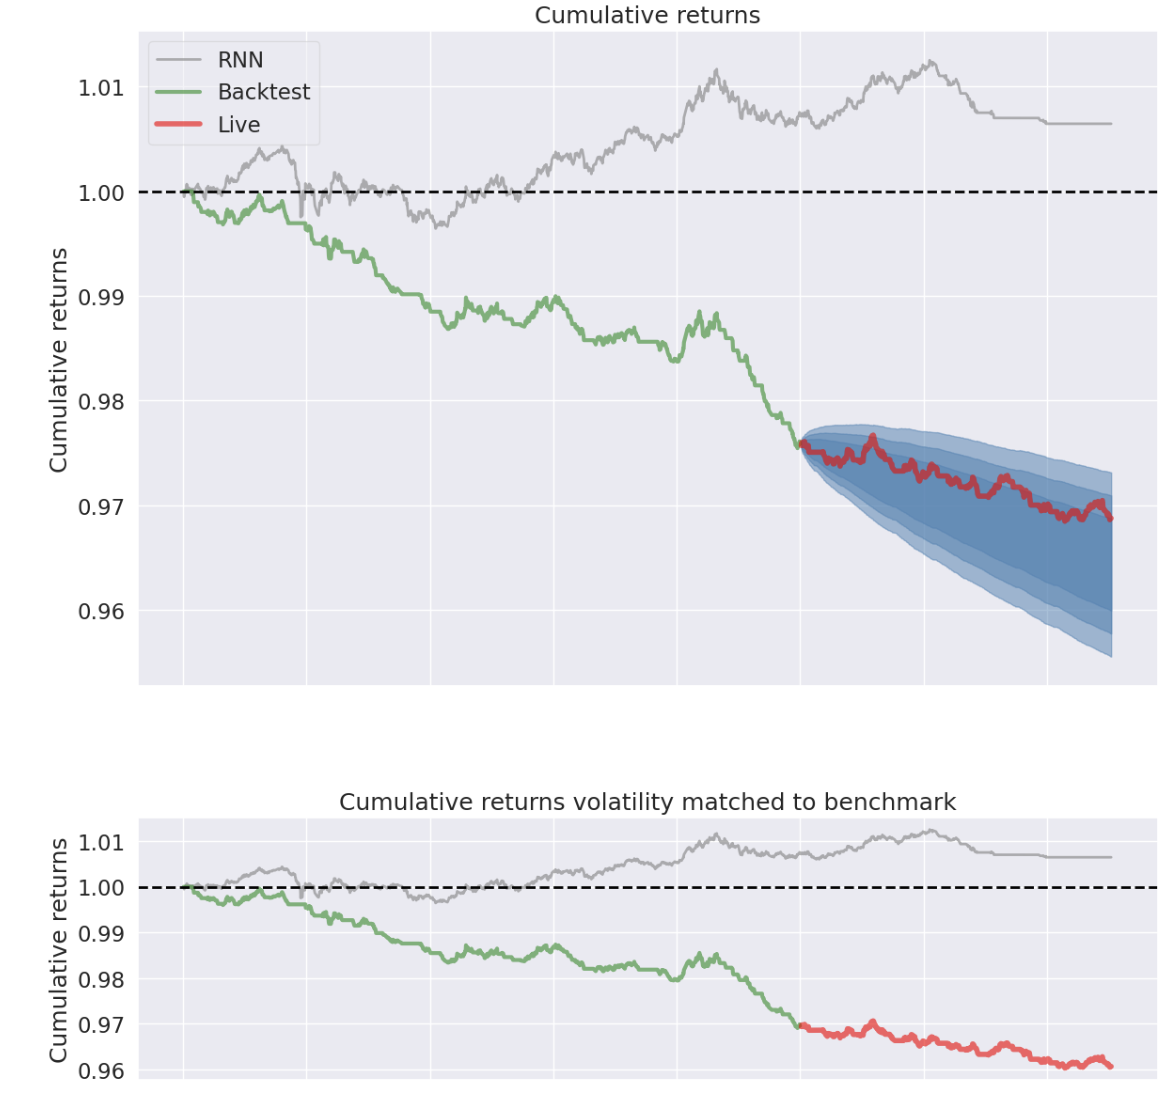 Cumulative returns
RNN
Backtest
Live
1.01
1.00
0.99
0.98
0.97
0.96
Cumulative returns
Cumulative returns volatility matched to benchmark
1.01
1.00
0.99
0.98
0.97
0.96
Cumulative returns